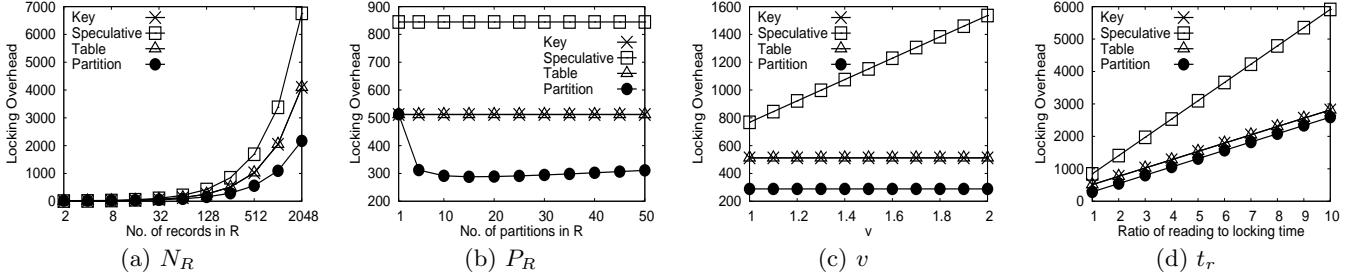 Locking Overhead
7000
6000
5000
4000
3000
2000
1000
0
Key
Speculative
Table
Partition
2 8 32 128 512 2048
No. of records in R
(a) N_R
Locking Overhead
900
800
700
600
500
400
300
200
Key
Speculative
Table
Partition
1 10 20 30 40 50
No. of partitions in R
(b) P_R
Locking Overhead
1600
1400
1200
1000
800
600
400
200
Key
Speculative
Table
Partition
1 1.2 1.4 1.6 1.8 2
v
(c) v
Locking Overhead
6000
5000
4000
3000
2000
1000
0
Key
Speculative
Table
Partition
1 2 3 4 5 6 7 8 9 10
Ratio of reading to locking time
(d) t_r